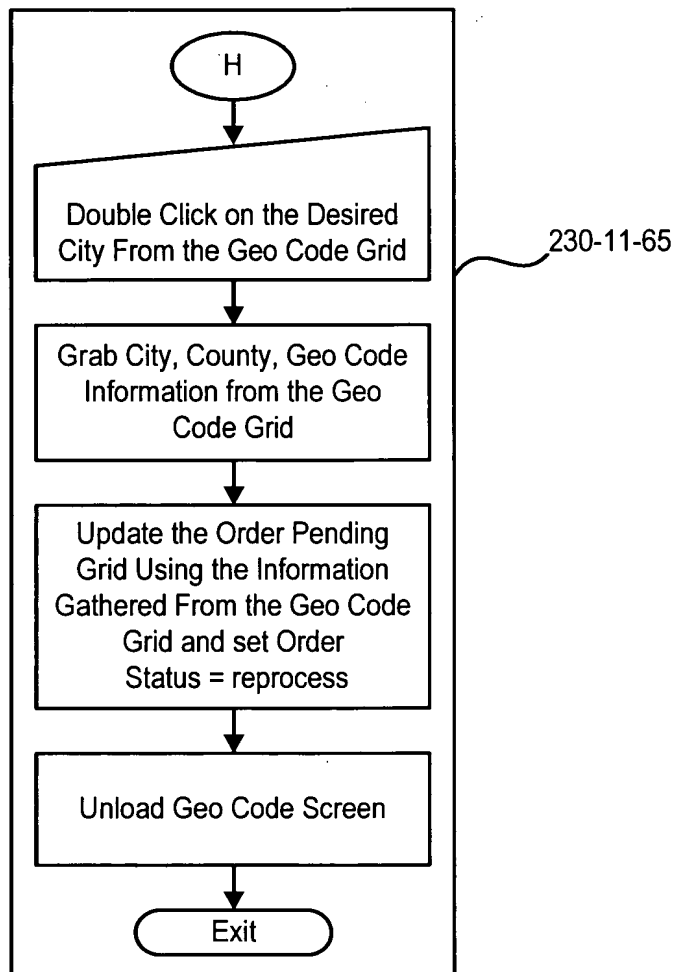 H
Double Click on the Desired
City From the Geo Code Grid
230-11-65
Grab City, County, Geo Code
Information from the Geo
Code Grid
Update the Order Pending
Grid Using the Information
Gathered From the Geo Code
Grid and set Order
Status = reprocess
Unload Geo Code Screen
Exit